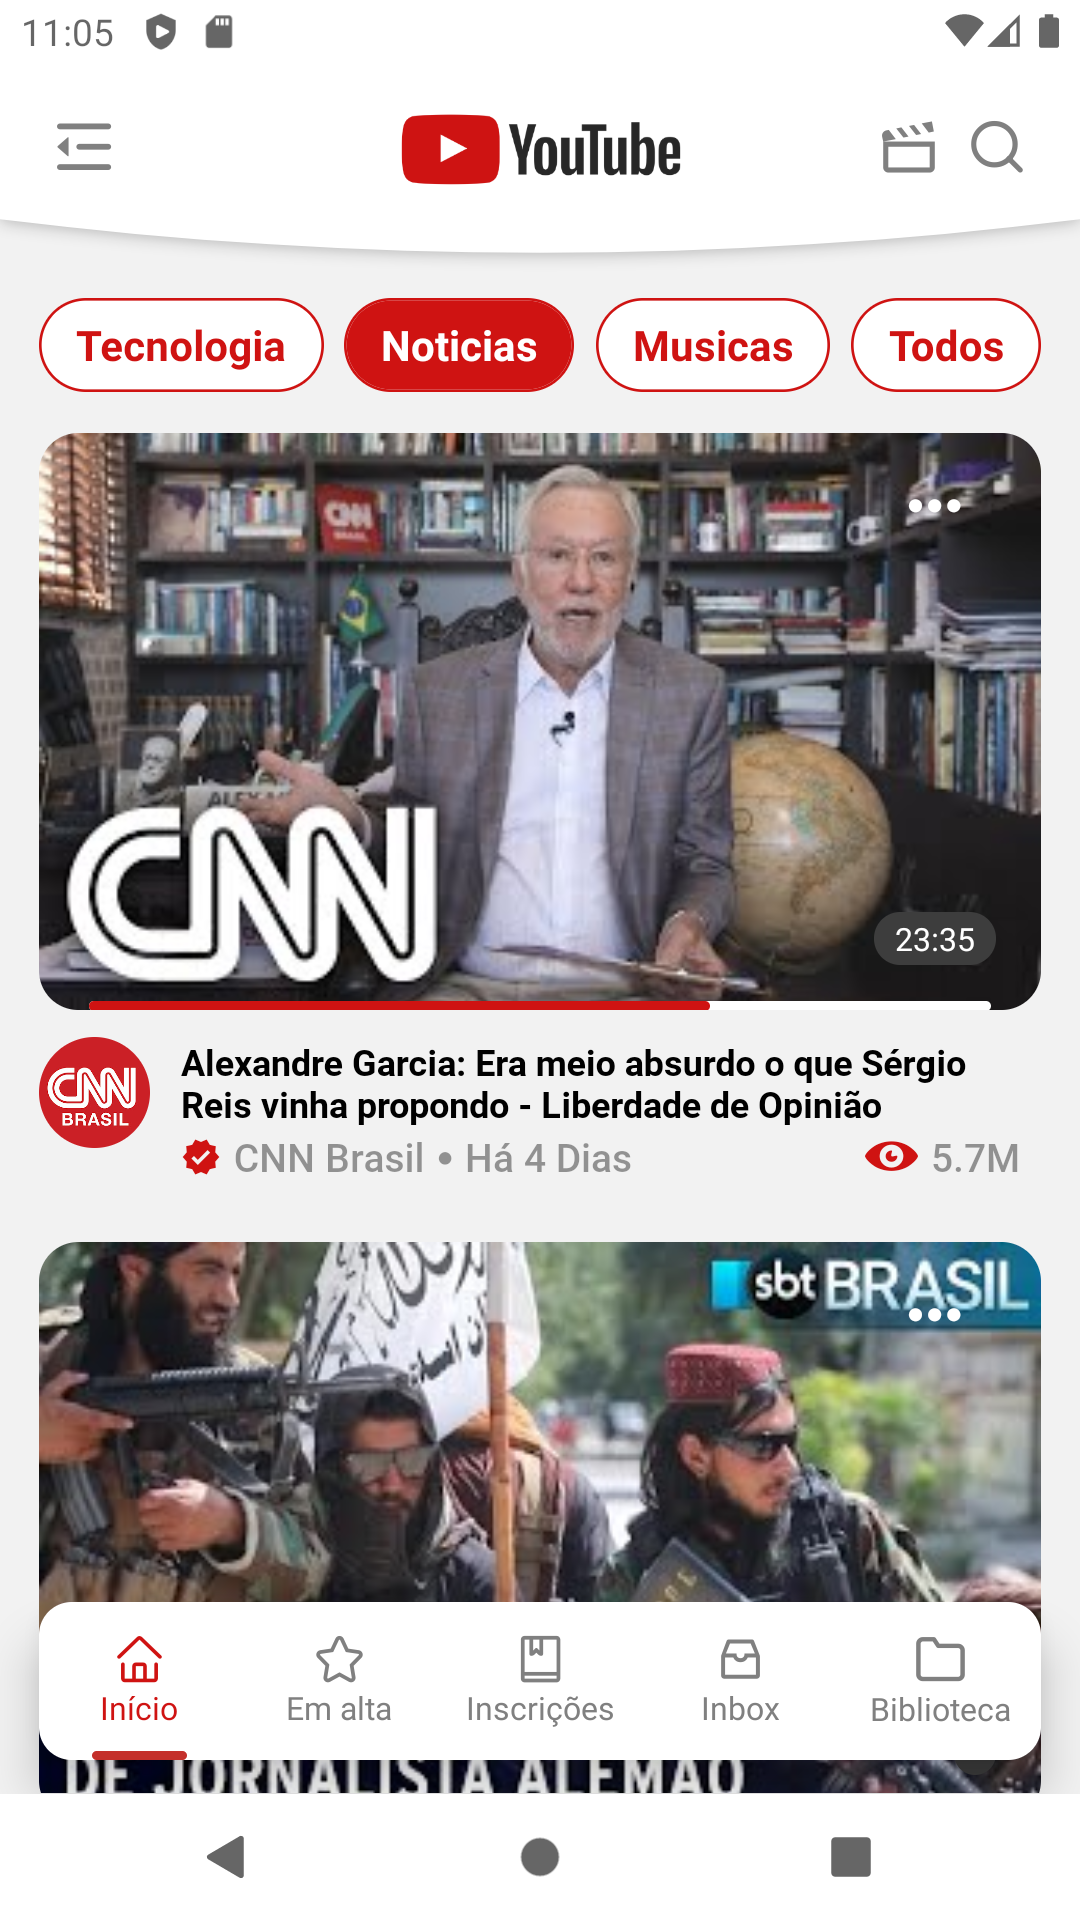 11:05
YouTube
Tecnologia
Noticias
Musicas
Todos
CNN
BRASIL
CNN
23:35
CNN
BRASIL
Alexandre Garcia: Era meio absurdo o que Sérgio
Reis vinha propondo - Liberdade de Opinião
CNN Brasil • Há 4 Dias
5.7M
sbt BRASIL
Início
Em alta
Inscrições
Inbox
Biblioteca
DE JORNALISTA ALEMÃO